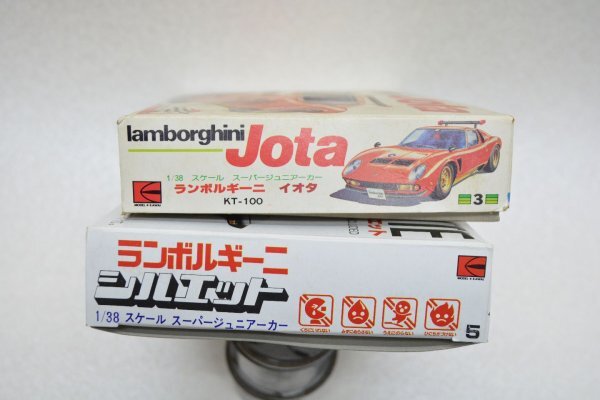 lamborghini
Jota
1/38 スケール スーパージュニアーカー
ランボルギーニ イオタ
KT-100
3
ランボルギーニ
シルエット
1/38 スケール スーパージュニアーカー
5